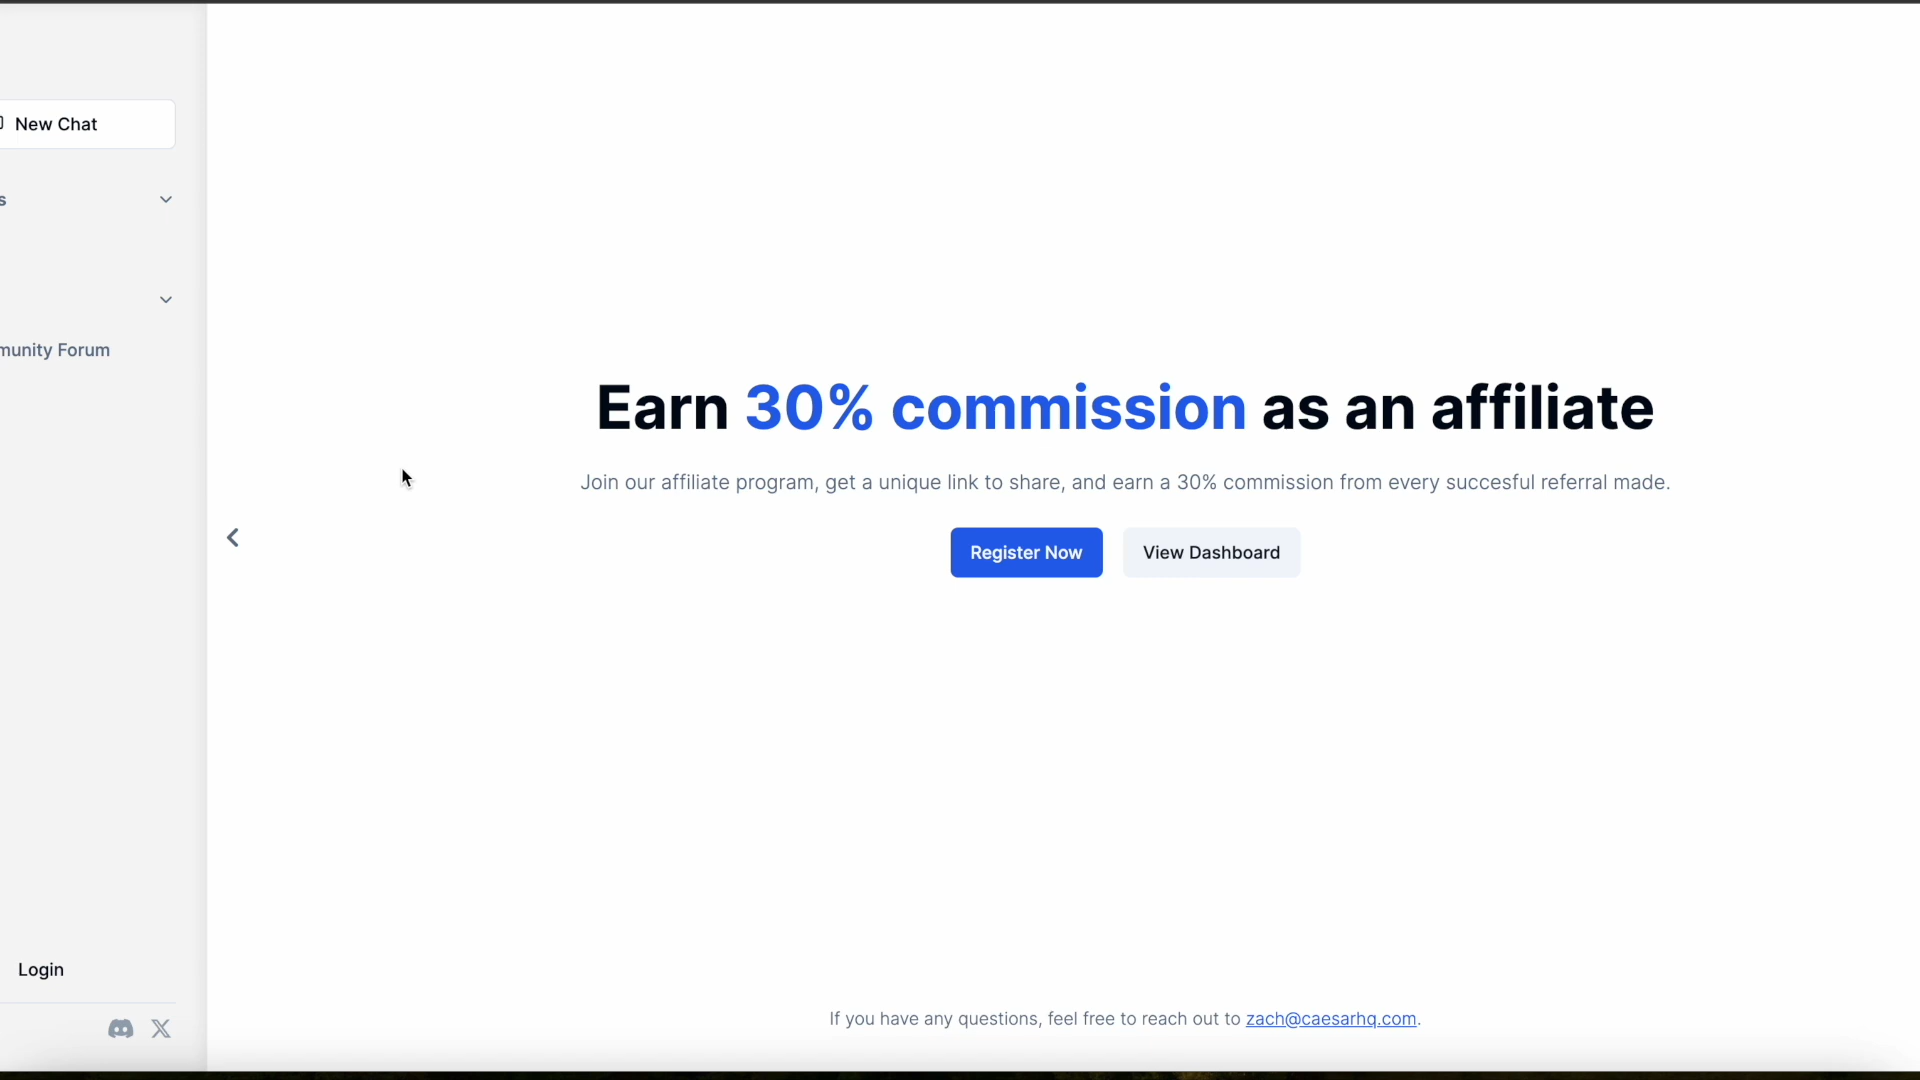 New Chat
s
munity Forum
Earn 30% commission as an affiliate
Join our affiliate program, get a unique link to share, and earn a 30% commission from every succesful referral made.
Register Now
View Dashboard
Login
If you have any questions, feel free to reach out to zach@caesarhq.com.